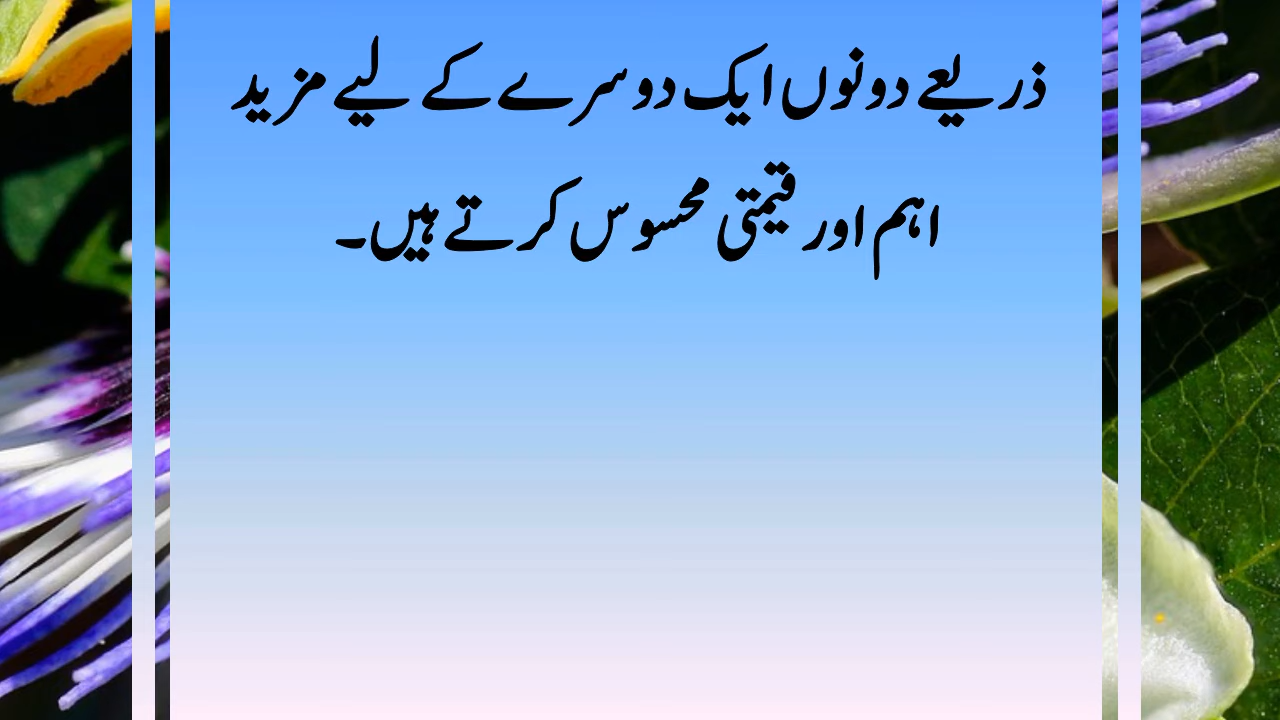 ذریعے دونوں ایک دوسرے کے لیے مزید
اہم اور قیمتی محسوس کرتے ہیں۔